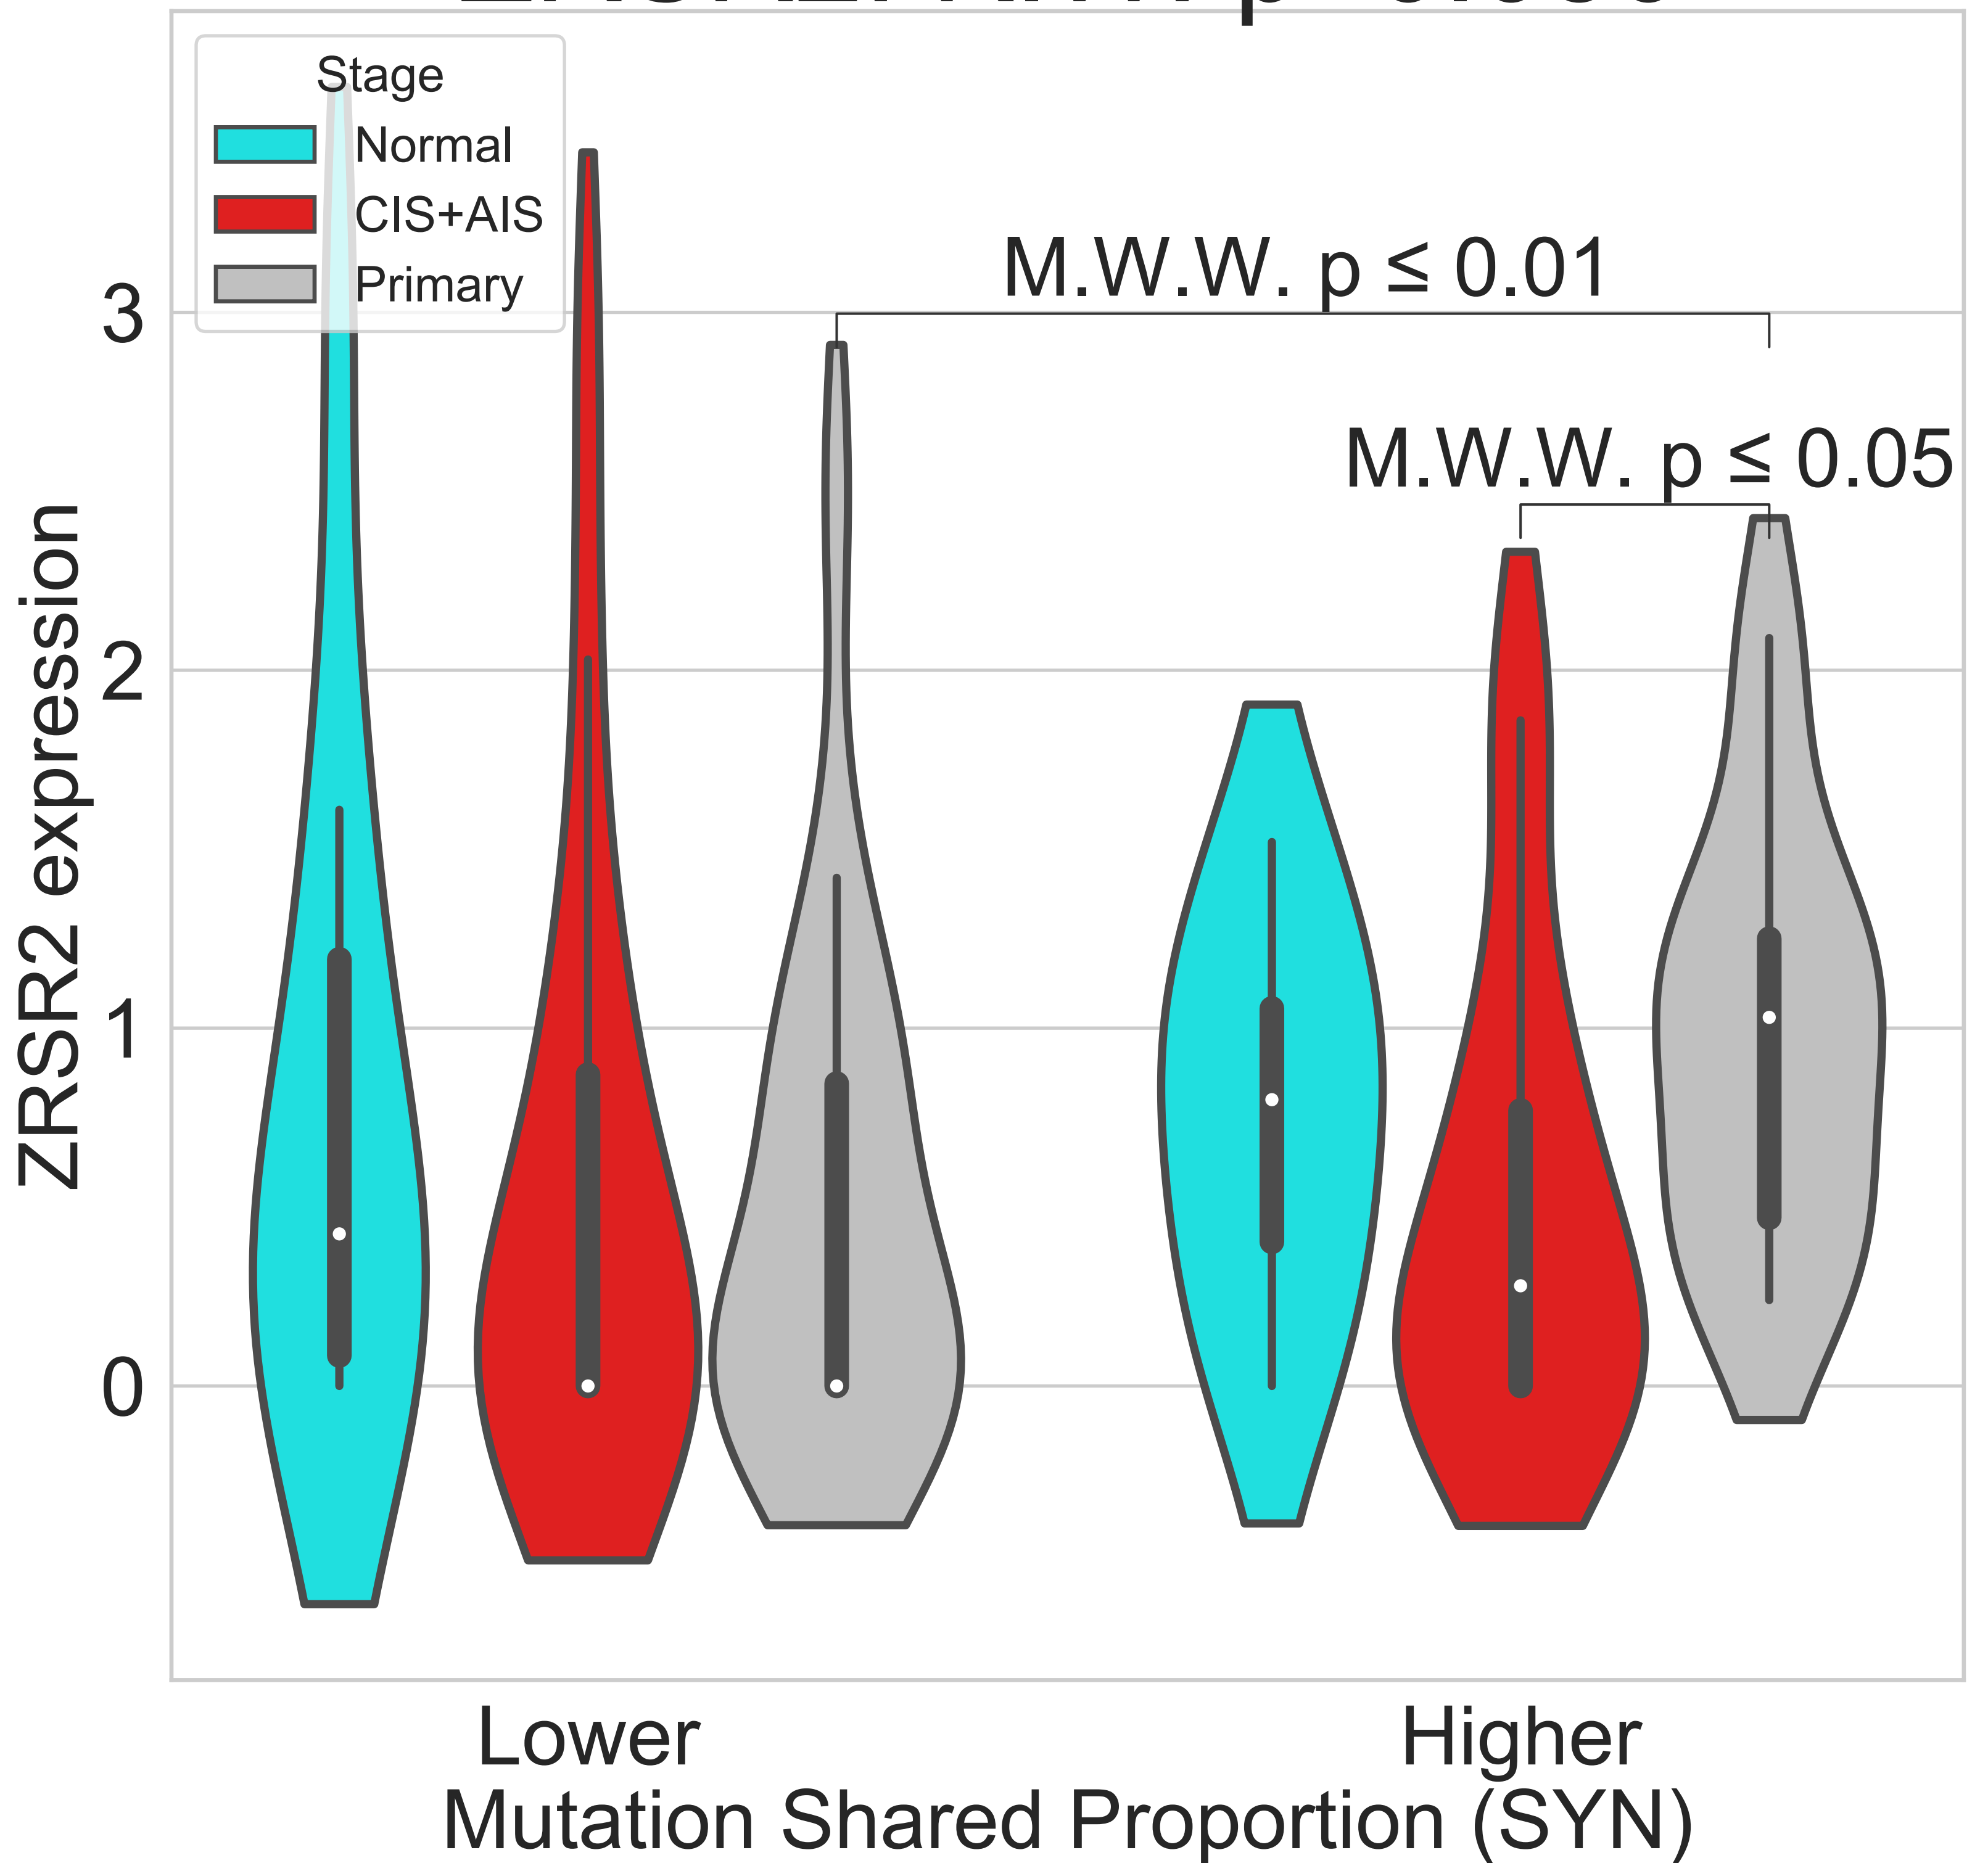 Stage
Normal
CIS+AIS
Primary
M.W.W. p ≤ 0.01
M.W.W. p ≤ 0.05
ZRSR2 expression
3
2
1
0
Lower
Higher
Mutation Shared Proportion (SYN)